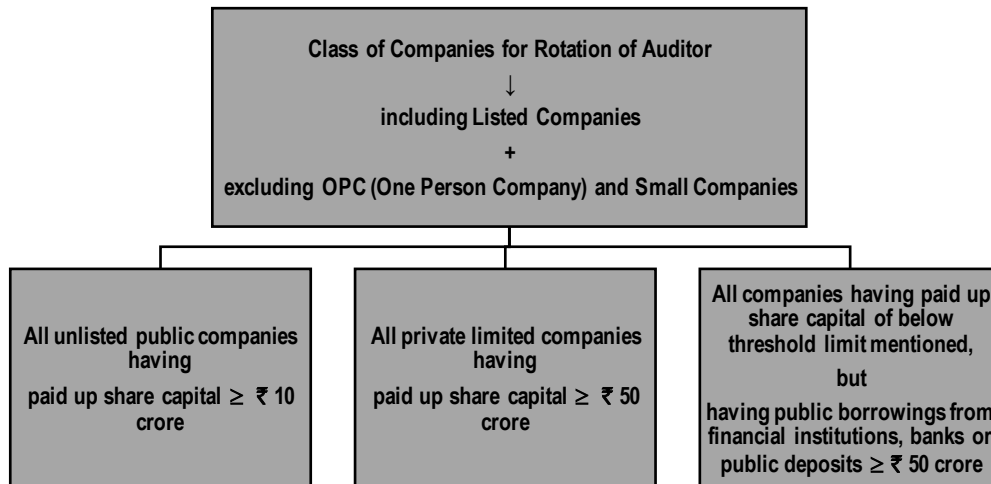 Class of Companies for Rotation of Auditor
↓
including Listed Companies
+
excluding OPC (One Person Company) and Small Companies
All unlisted public companies
having
paid up share capital ≥ ₹ 10
crore
All private limited companies
having
paid up share capital ≥ ₹ 50
crore
All companies having paid up
share capital of below
threshold limit mentioned,
but
having public borrowings from
financial institutions, banks or
public deposits ≥ ₹ 50 crore